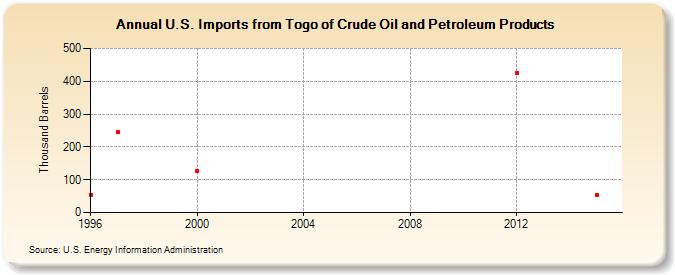 Annual U.S. Imports from Togo of Crude Oil and Petroleum Products
Thousand Barrels
500
400
300
200
100
0
1996 2000 2004 2008 2012
Source: U.S. Energy Information Administration